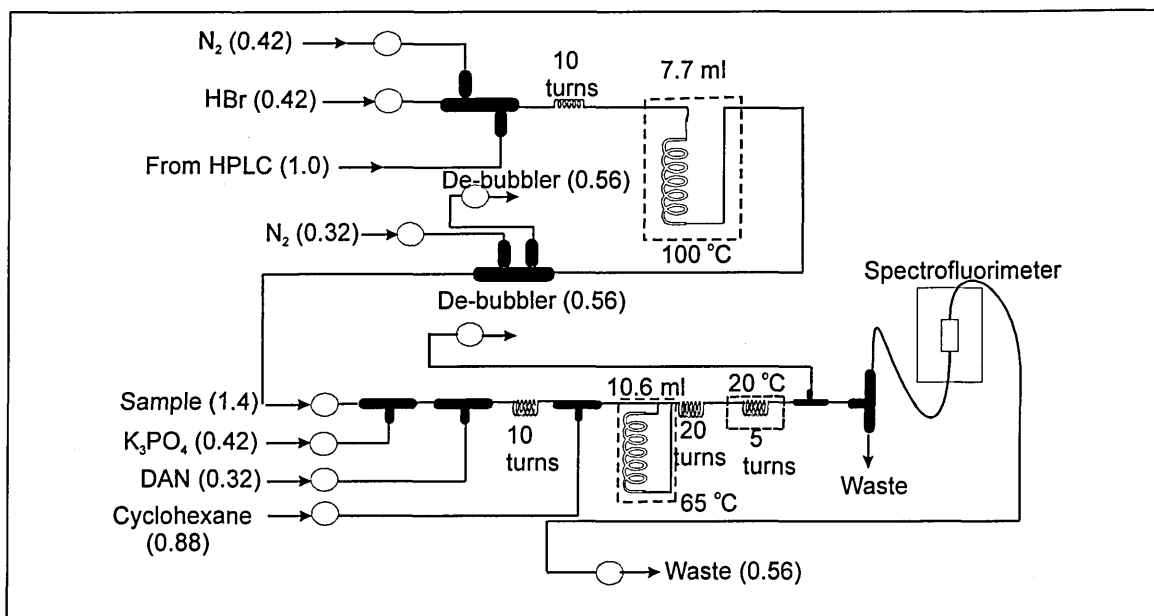 N₂ (0.42)
10
turns
7.7 ml
HBr (0.42)
From HPLC (1.0)
De-bubbler (0.56)
N₂ (0.32)
100 °C
De-bubbler (0.56)
Spectrofluorimeter
10.6 ml
20 °C
Sample (1.4)
K₃PO₄ (0.42)
10
turns
20
turns
5
turns
DAN (0.32)
65 °C
Waste
Cyclohexane
(0.88)
Waste (0.56)